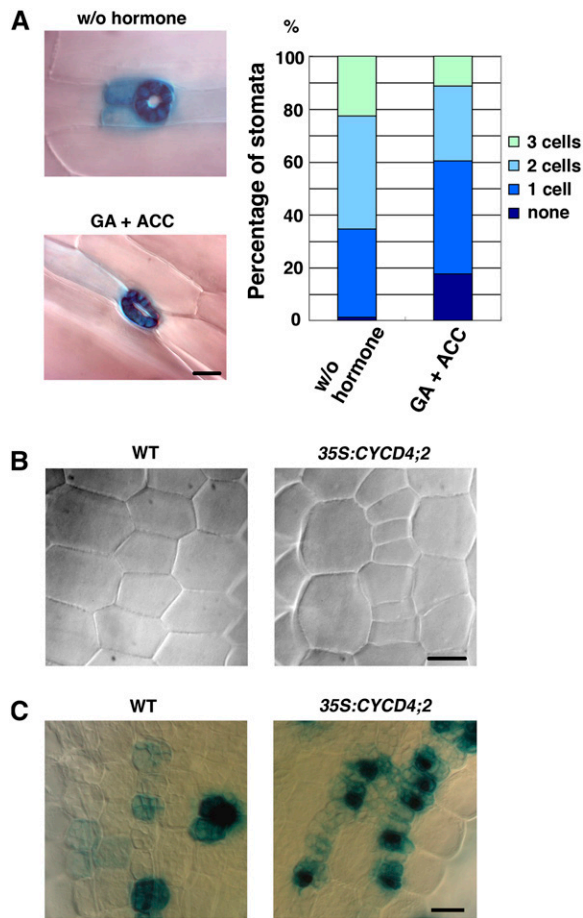 A
w/o hormone
GA + ACC
%
Percentage of stomata
100
80
60
40
20
0
w/o
hormone
GA + ACC
3 cells
2 cells
1 cell
none
B
WT
35S:CYCD4;2
C
WT
35S:CYCD4;2